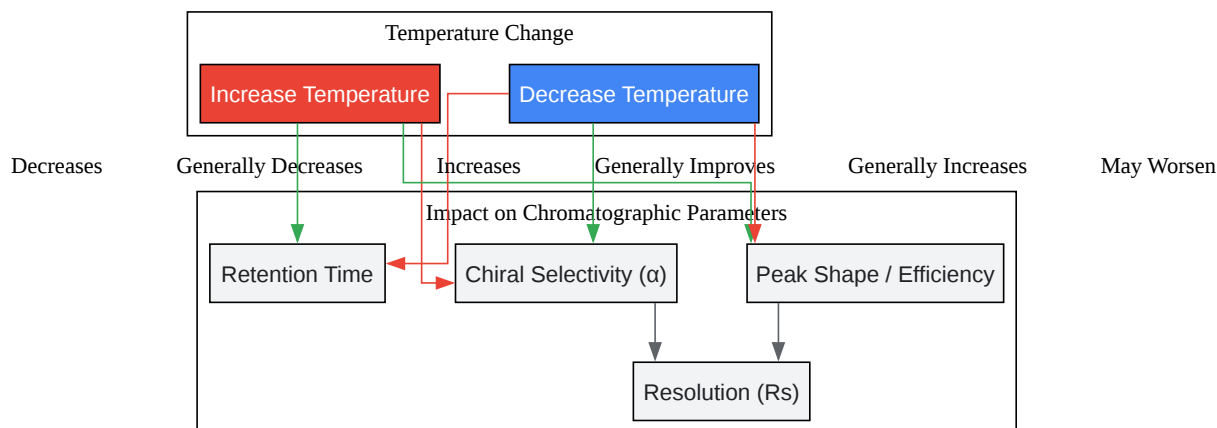 Temperature Change
Increase Temperature
Decrease Temperature
Decreases
Generally Decreases
Increases
Generally Improves
Generally Increases
May Worsen
Impact on Chromatographic Parameters
Retention Time
Chiral Selectivity (α)
Peak Shape / Efficiency
Resolution (Rs)